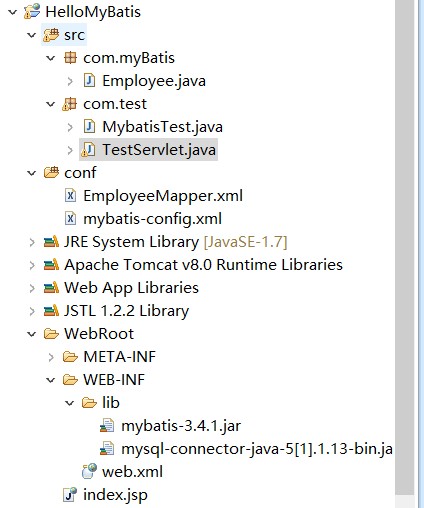 HelloMyBatis
src
com.myBatis
Employee.java
com.test
MybatisTest.java
TestServlet.java
conf
EmployeeMapper.xml
mybatis-config.xml
JRE System Library [JavaSE-1.7]
Apache Tomcat v8.0 Runtime Libraries
Web App Libraries
JSTL 1.2.2 Library
WebRoot
META-INF
WEB-INF
lib
mybatis-3.4.1.jar
mysql-connector-java-5[1].1.13-bin.ja
web.xml
index.jsp